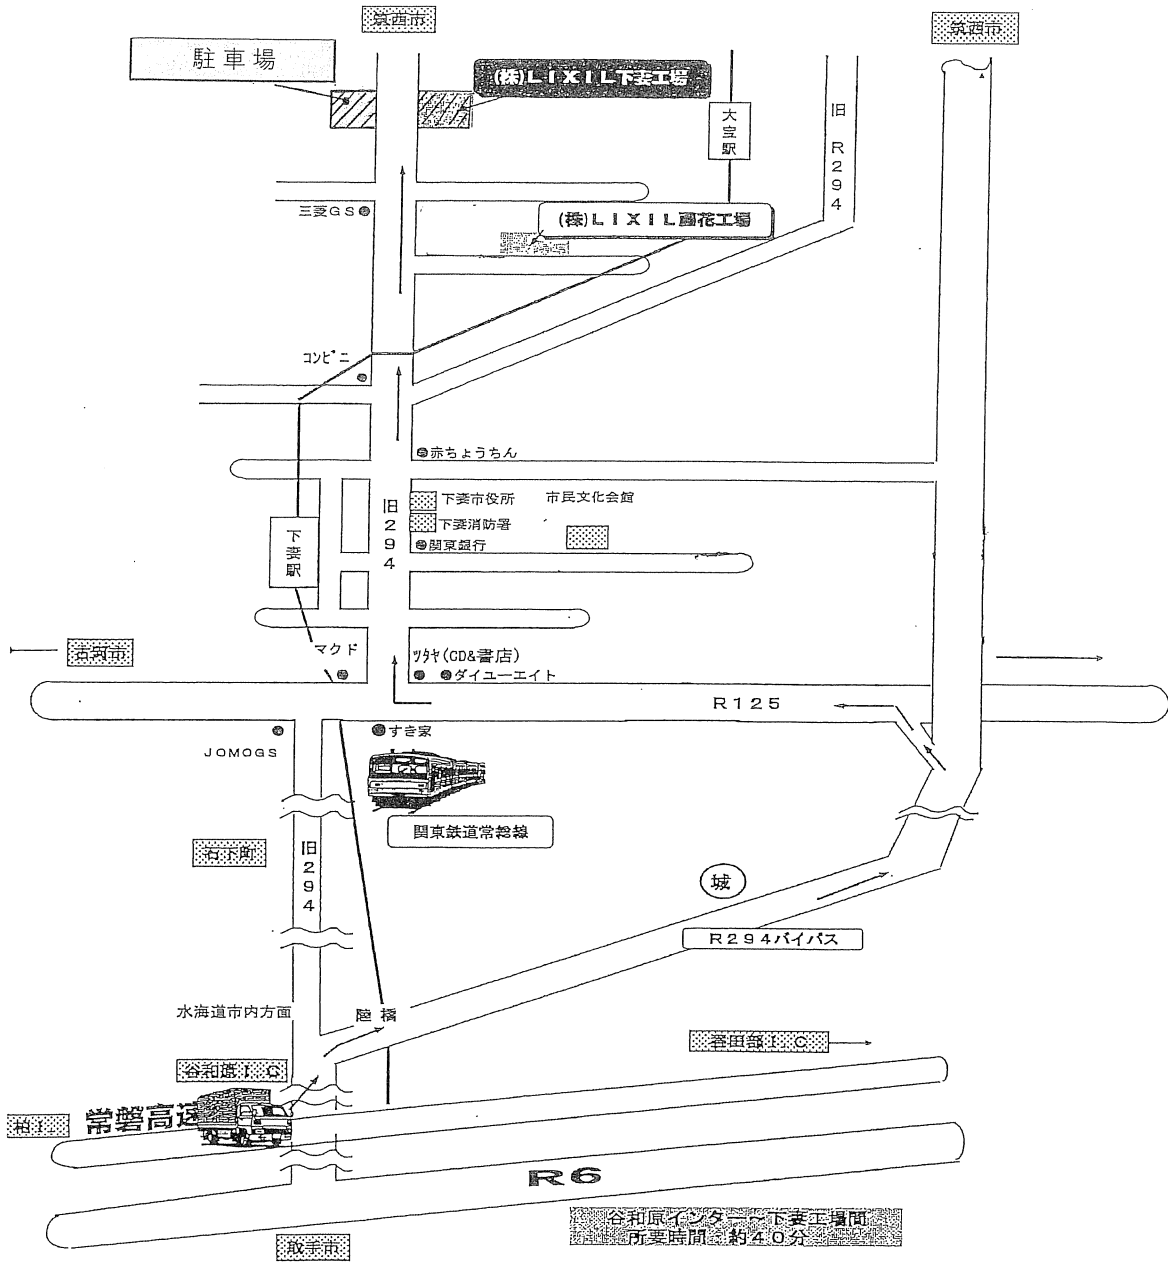 筑西市
筑西市
駐車場
(株)LIXIL下妻工場
大宝駅
旧R294
三菱GS
(株)LIXIL鬮花工場
コンビニ
赤ちょうちん
旧294
下妻市役所
市民文化会館
下妻消防署
関東銀行
下妻駅
古河市
マクド
ツタヤ(CD&書店)
ダイユーエイト
R125
JOMOGS
すき家
関東鉄道常総線
石下町
旧294
城
R294バイパス
水海道市内方面
陸橋
谷田部I.C
谷和原I.C
柏I.
常磐高速
R6
谷和原インター～下妻工場間
所要時間:約40分
取手市